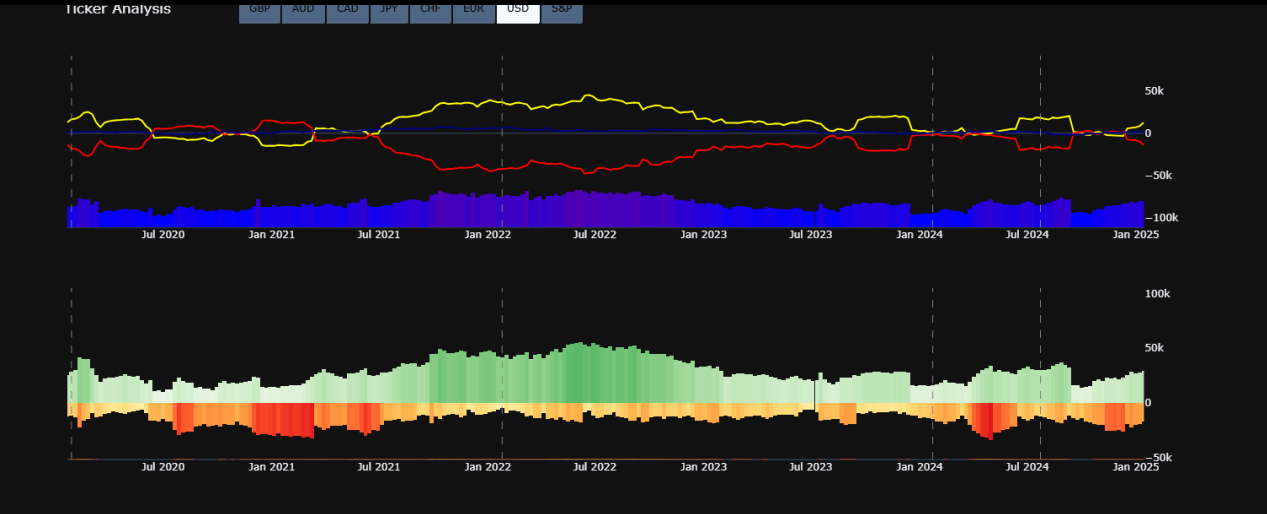 Ticker Analysis GBP AUD CAD JPY CHF EUR USD S&P
50k
0
−50k
−100k
Jul 2020 Jan 2021 Jul 2021 Jan 2022 Jul 2022 Jan 2023 Jul 2023 Jan 2024 Jul 2024 Jan 2025
100k
50k
0
−50k
Jul 2020 Jan 2021 Jul 2021 Jan 2022 Jul 2022 Jan 2023 Jul 2023 Jan 2024 Jul 2024 Jan 2025